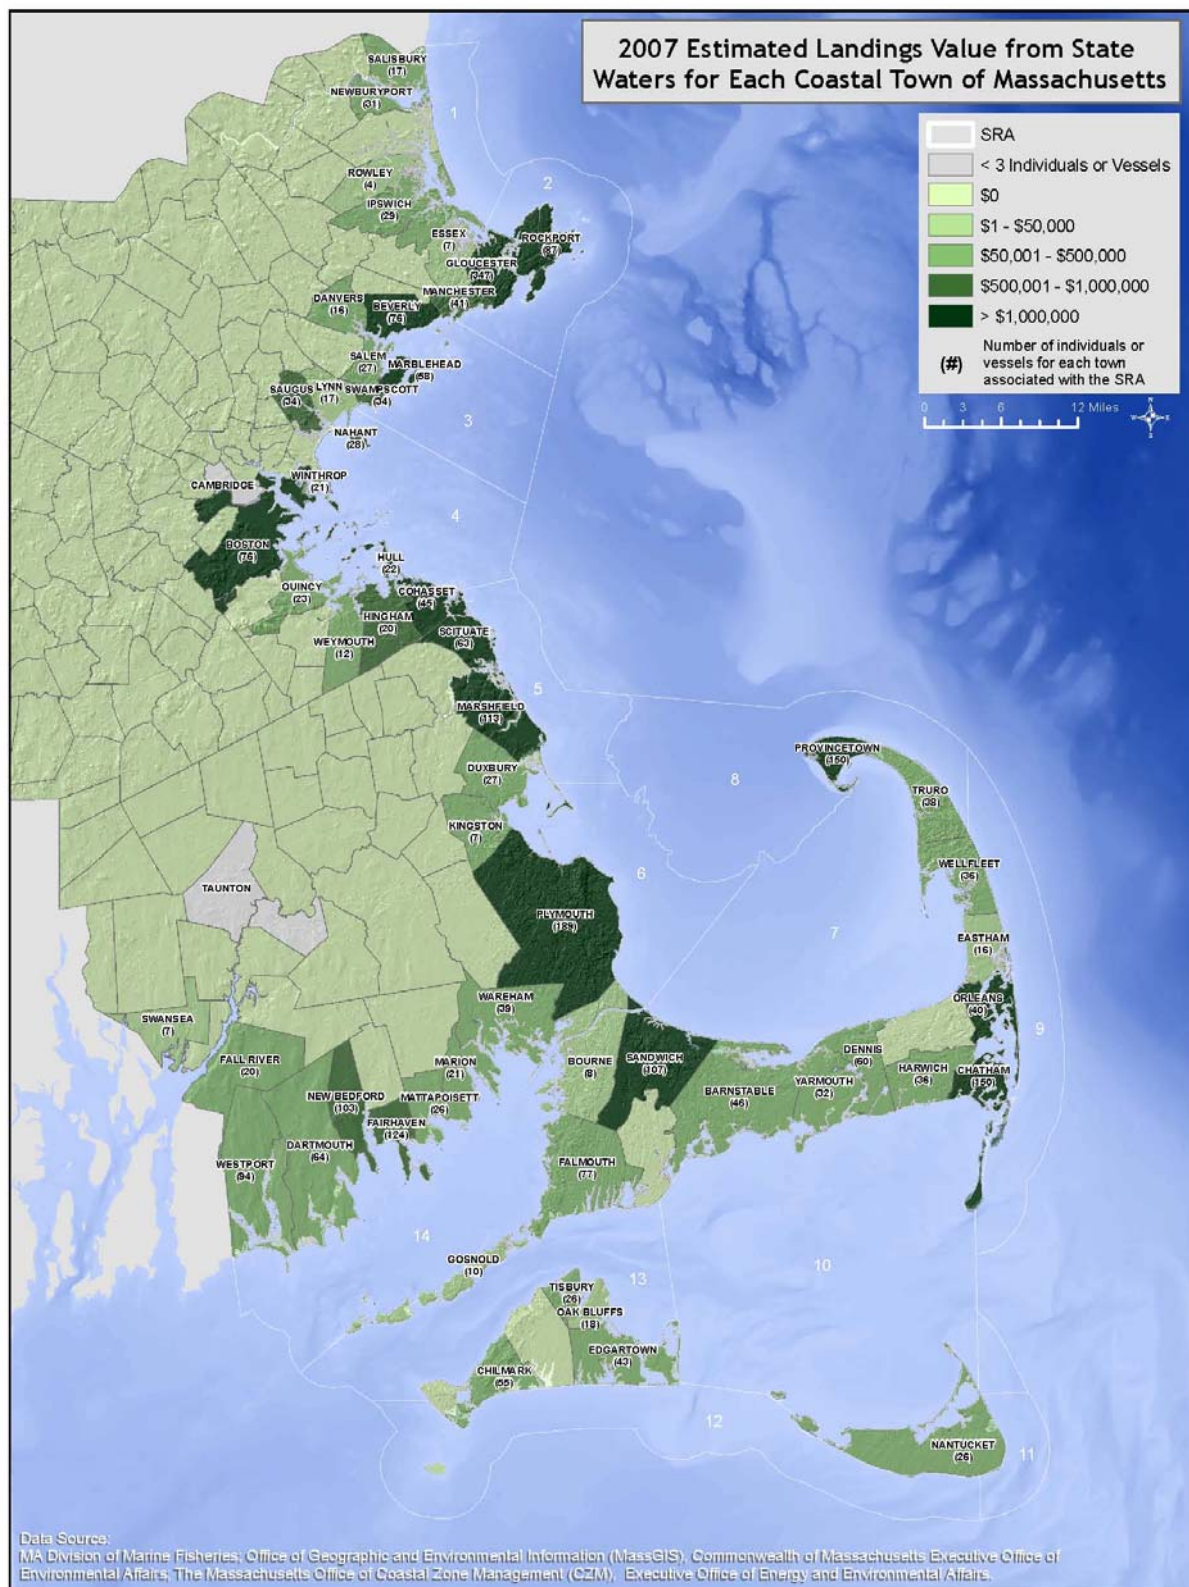 2007 Estimated Landings Value from State
Waters for Each Coastal Town of Massachusetts
SRA
< 3 Individuals or Vessels
$0
$1 - $50,000
$50,001 - $500,000
$500,001 - $1,000,000
> $1,000,000
(#)
Number of individuals or
vessels for each town
associated with the SRA
0 3 6 12 Miles
N
W E
S
SALISBURY
(17)
NEWBURYPORT
(31)
1
ROWLEY
(4)
2
IPSWICH
(29)
ESSEX
(7)
ROCKPORT
(87)
GLOUCESTER
(347)
MANCHESTER
(41)
DANVERS
(16)
BEVERLY
(76)
SALEM
(27)
MARBLEHEAD
(58)
SAUGUS
(34)
LYNN
(17)
SWAMPSCOTT
(34)
3
NAHANT
(28)
CAMBRIDGE
WINTHROP
(21)
4
BOSTON
(75)
HULL
(22)
QUINCY
(23)
COHASSET
(45)
HINGHAM
(20)
WEYMOUTH
(12)
SCITUATE
(63)
5
MARSHFIELD
(113)
DUXBURY
(27)
PROVINCETOWN
(150)
8
TRURO
(38)
KINGSTON
(7)
6
WELLFLEET
(36)
TAUNTON
PLYMOUTH
(189)
7
EASTHAM
(16)
WAREHAM
(39)
ORLEANS
(40)
9
SWANSEA
(7)
FALL RIVER
(20)
MARION
(21)
BOURNE
(8)
SANDWICH
(107)
DENNIS
(60)
HARWICH
(36)
CHATHAM
(150)
YARMOUTH
(32)
BARNSTABLE
(46)
NEW BEDFORD
(103)
MATTAPOISETT
(26)
FAIRHAVEN
(124)
DARTMOUTH
(64)
WESTPORT
(94)
FALMOUTH
(77)
14
GOSNOLD
(10)
10
13
TISBURY
(26)
OAK BLUFFS
(18)
EDGARTOWN
(43)
CHILMARK
(55)
12
NANTUCKET
(26)
11
Data Source:
MA Division of Marine Fisheries; Office of Geographic and Environmental Information (MassGIS), Commonwealth of Massachusetts Executive Office of
Environmental Affairs; The Massachusetts Office of Coastal Zone Management (CZM), Executive Office of Energy and Environmental Affairs.